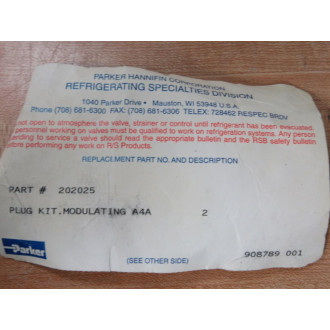 PARKER HANNIFIN CORPORATION
REFRIGERATING SPECIALTIES DIVISION
1040 Parker Drive • Mauston, WI 53948 U.S.A.
Phone (708) 681-6300 FAX: (708) 681-6306 TELEX: 728462 RESPEC BRDV
not open to atmosphere the valve, strainer or control until refrigerant has been evacuated.
personnel working on valves must be qualified to work on refrigeration systems. Any person
a valve should read the appropriate bulletin and the RSB safety bulletin
before performing any work on R/S Products.
REPLACEMENT PART NO. AND DESCRIPTION
PART # 202025
PLUG KIT,MODULATING A4A 2
Parker
(SEE OTHER SIDE)
908789 001